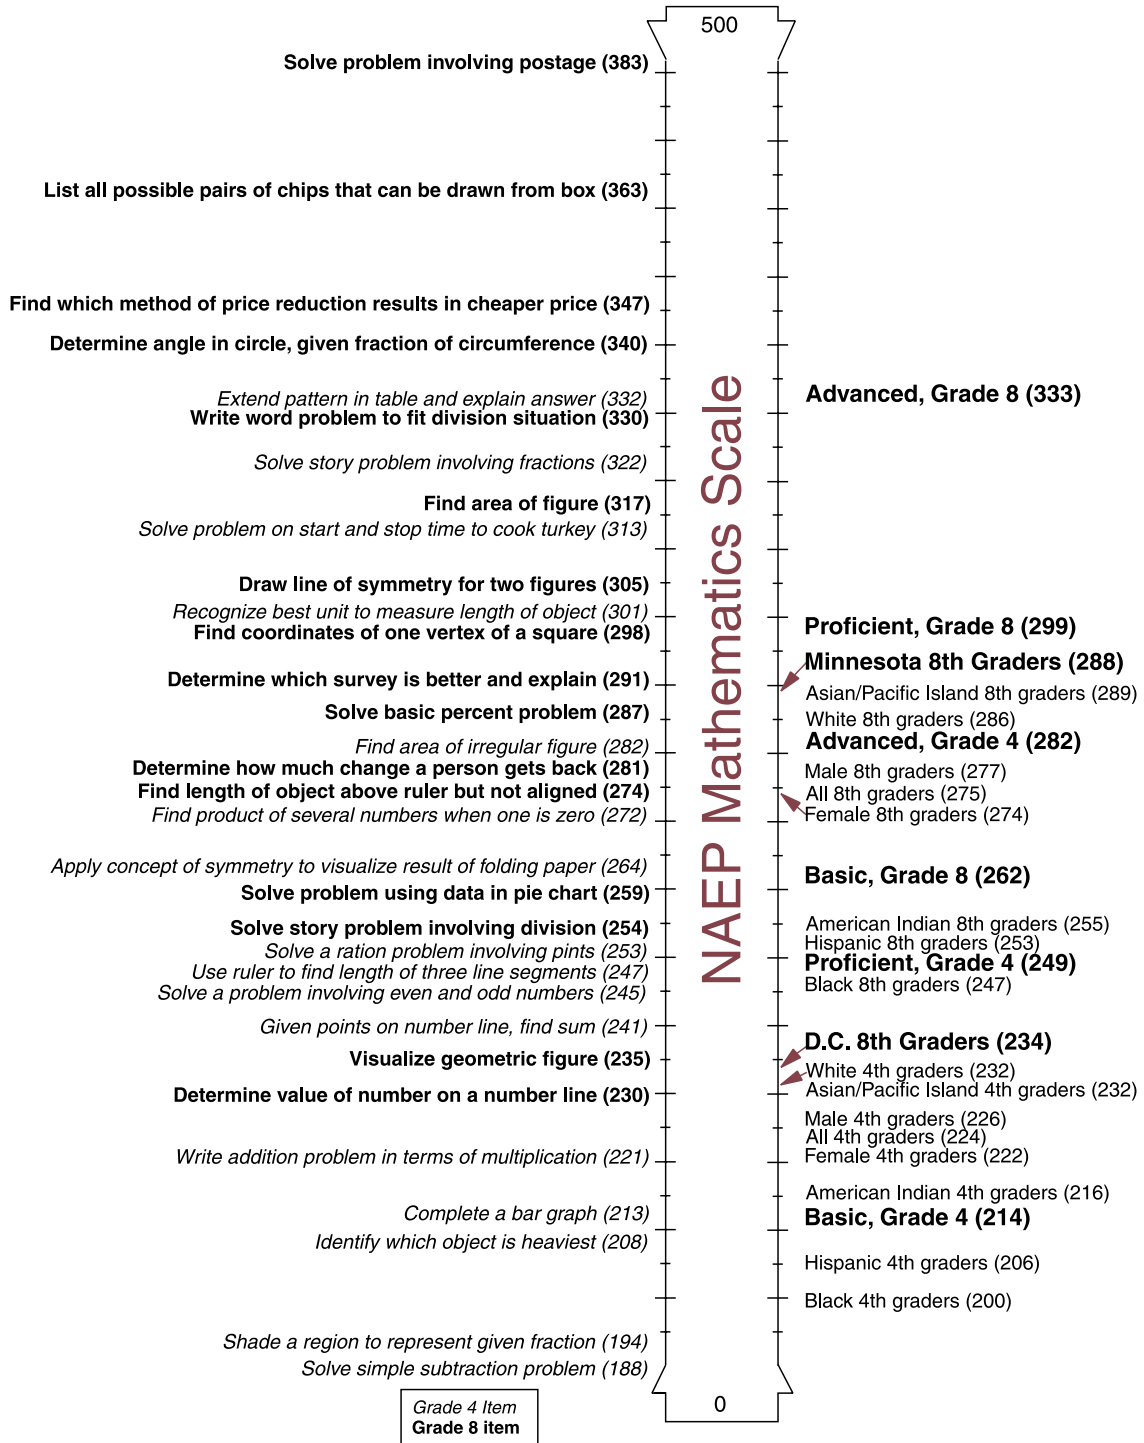 500
Solve problem involving postage (383)
List all possible pairs of chips that can be drawn from box (363)
Find which method of price reduction results in cheaper price (347)
Determine angle in circle, given fraction of circumference (340)
Extend pattern in table and explain answer (332)
Write word problem to fit division situation (330)
Solve story problem involving fractions (322)
Find area of figure (317)
Solve problem on start and stop time to cook turkey (313)
Draw line of symmetry for two figures (305)
Recognize best unit to measure length of object (301)
Find coordinates of one vertex of a square (298)
Determine which survey is better and explain (291)
Solve basic percent problem (287)
Find area of irregular figure (282)
Determine how much change a person gets back (281)
Find length of object above ruler but not aligned (274)
Find product of several numbers when one is zero (272)
Apply concept of symmetry to visualize result of folding paper (264)
Solve problem using data in pie chart (259)
Solve story problem involving division (254)
Solve a ration problem involving pints (253)
Use ruler to find length of three line segments (247)
Solve a problem involving even and odd numbers (245)
Given points on number line, find sum (241)
Visualize geometric figure (235)
Determine value of number on a number line (230)
Write addition problem in terms of multiplication (221)
Complete a bar graph (213)
Identify which object is heaviest (208)
Shade a region to represent given fraction (194)
Solve simple subtraction problem (188)
NAEP Mathematics Scale
Advanced, Grade 8 (333)
Proficient, Grade 8 (299)
Minnesota 8th Graders (288)
Asian/Pacific Island 8th graders (289)
White 8th graders (286)
Advanced, Grade 4 (282)
Male 8th graders (277)
All 8th graders (275)
Female 8th graders (274)
Basic, Grade 8 (262)
American Indian 8th graders (255)
Hispanic 8th graders (253)
Proficient, Grade 4 (249)
Black 8th graders (247)
D.C. 8th Graders (234)
White 4th graders (232)
Asian/Pacific Island 4th graders (232)
Male 4th graders (226)
All 4th graders (224)
Female 4th graders (222)
American Indian 4th graders (216)
Basic, Grade 4 (214)
Hispanic 4th graders (206)
Black 4th graders (200)
0
Grade 4 Item
Grade 8 item